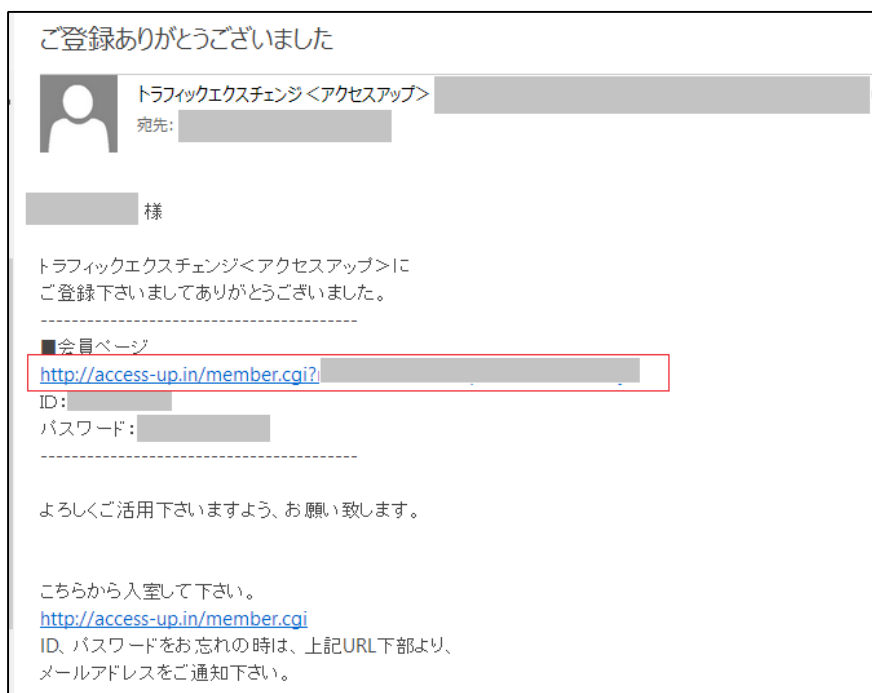 ご登録ありがとうございました
トラフィックエクスチェンジ<アクセスアップ>
宛先:
様
トラフィックエクスチェンジ<アクセスアップ>に
ご登録下さいましてありがとうございました。
----------------------------------------
■会員ページ
http://access-up.in/member.cgi?
ID:
パスワード:
----------------------------------------
よろしくご活用下さいますよう、お願い致します。
こちらから入室して下さい。
http://access-up.in/member.cgi
ID、パスワードをお忘れの時は、上記URL下部より、
メールアドレスをご通知下さい。